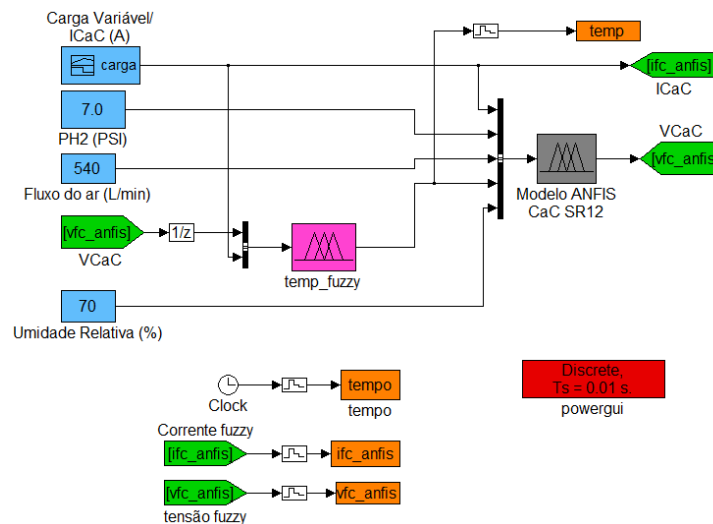 Carga Variável/
ICaC (A)
carga
temp
[ifc_anfis]
ICaC
7.0
PH2 (PSI)
VCaC
[vfc_anfis]
540
Fluxo do ar (L/min)
Modelo ANFIS
CaC SR12
[vfc_anfis]
1/z
VCaC
temp_fuzzy
70
Umidade Relativa (%)
Discrete,
Ts = 0.01 s.
powergui
Clock
tempo
tempo
Corrente fuzzy
[ifc_anfis]
ifc_anfis
[vfc_anfis]
vfc_anfis
tensão fuzzy